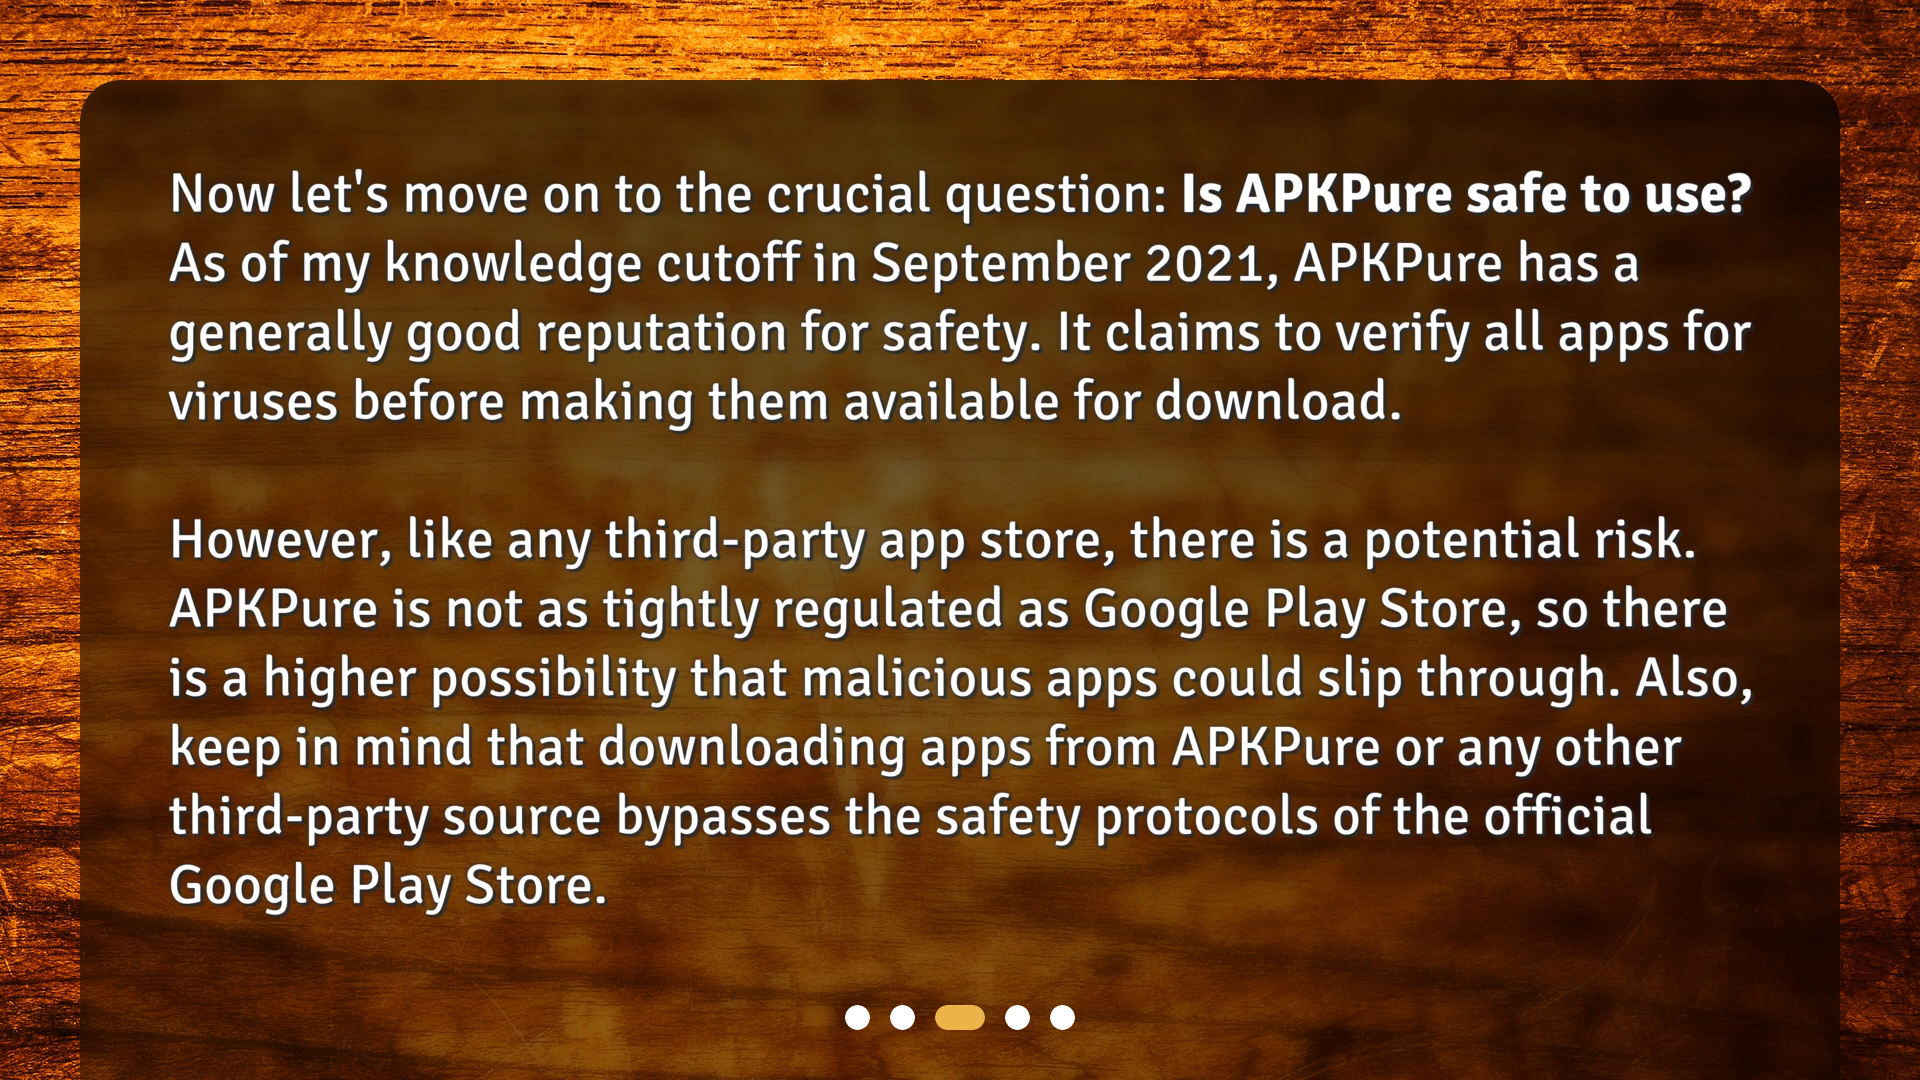 Now let's move on to the crucial question: Is APKPure safe to use?
As of my knowledge cutoff in September 2021, APKPure has a
generally good reputation for safety. It claims to verify all apps for
viruses before making them available for download.
However, like any third-party app store, there is a potential risk.
APKPure is not as tightly regulated as Google Play Store, so there
is a higher possibility that malicious apps could slip through. Also,
keep in mind that downloading apps from APKPure or any other
third-party source bypasses the safety protocols of the official
Google Play Store.